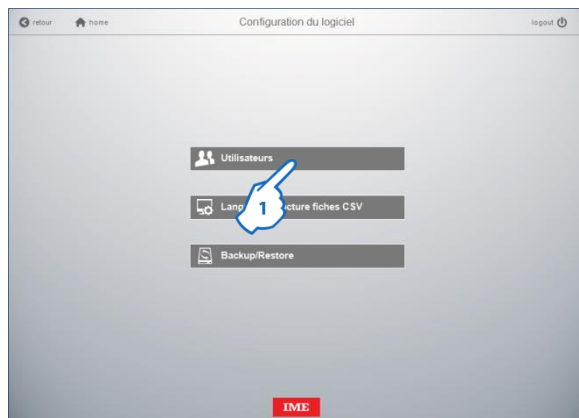 retour home Configuration du logiciel logout
Utilisateurs
1
fiches CSV
Backup/Restore
IME